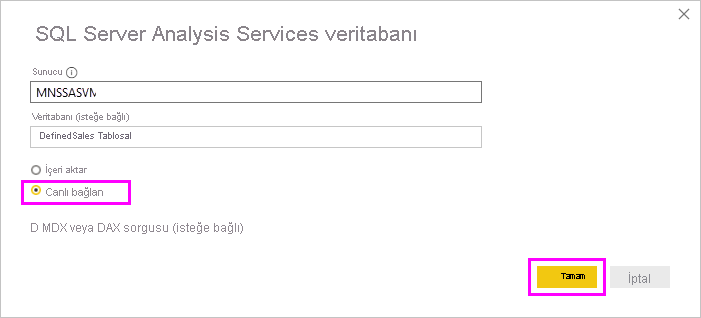 SQL Server Analysis Services veritabanı
Sunucu
MNSSASVM
Veritabanı (isteğe bağlı)
DefinedSales Tablosal
İçeri aktar
Canlı bağlan
D MDX veya DAX sorgusu (isteğe bağlı)
Tamam
İptal